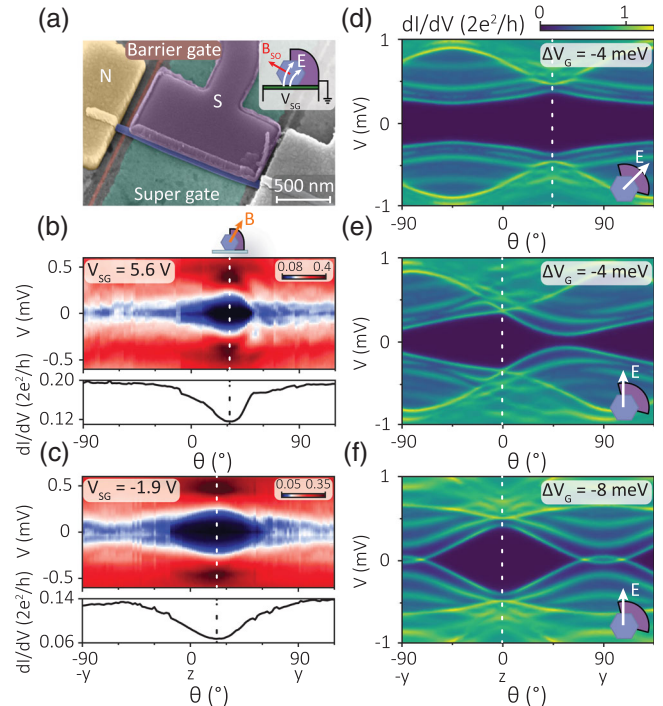 (a)
Barrier gate
N
S
B_SO
E
V_SG
Super gate
500 nm
(b)
B
V_SG = 5.6 V
0.08 0.4
V (mV)
0.5
0
-0.5
dI/dV (2e²/h)
0.20
0.12
-90 0 90
θ (°)
(c)
V_SG = -1.9 V
0.05 0.35
V (mV)
0.5
0
-0.5
dI/dV (2e²/h)
0.14
0.06
-90 0 90
-y z y
θ (°)
dI/dV (2e²/h) 0 1
(d)
ΔV_G = -4 meV
V (mV)
1
0
-1
E
-90 0 90
θ (°)
(e)
ΔV_G = -4 meV
V (mV)
1
0
-1
E
-90 0 90
θ (°)
(f)
ΔV_G = -8 meV
V (mV)
1
0
-1
E
-90 0 90
-y z y
θ (°)